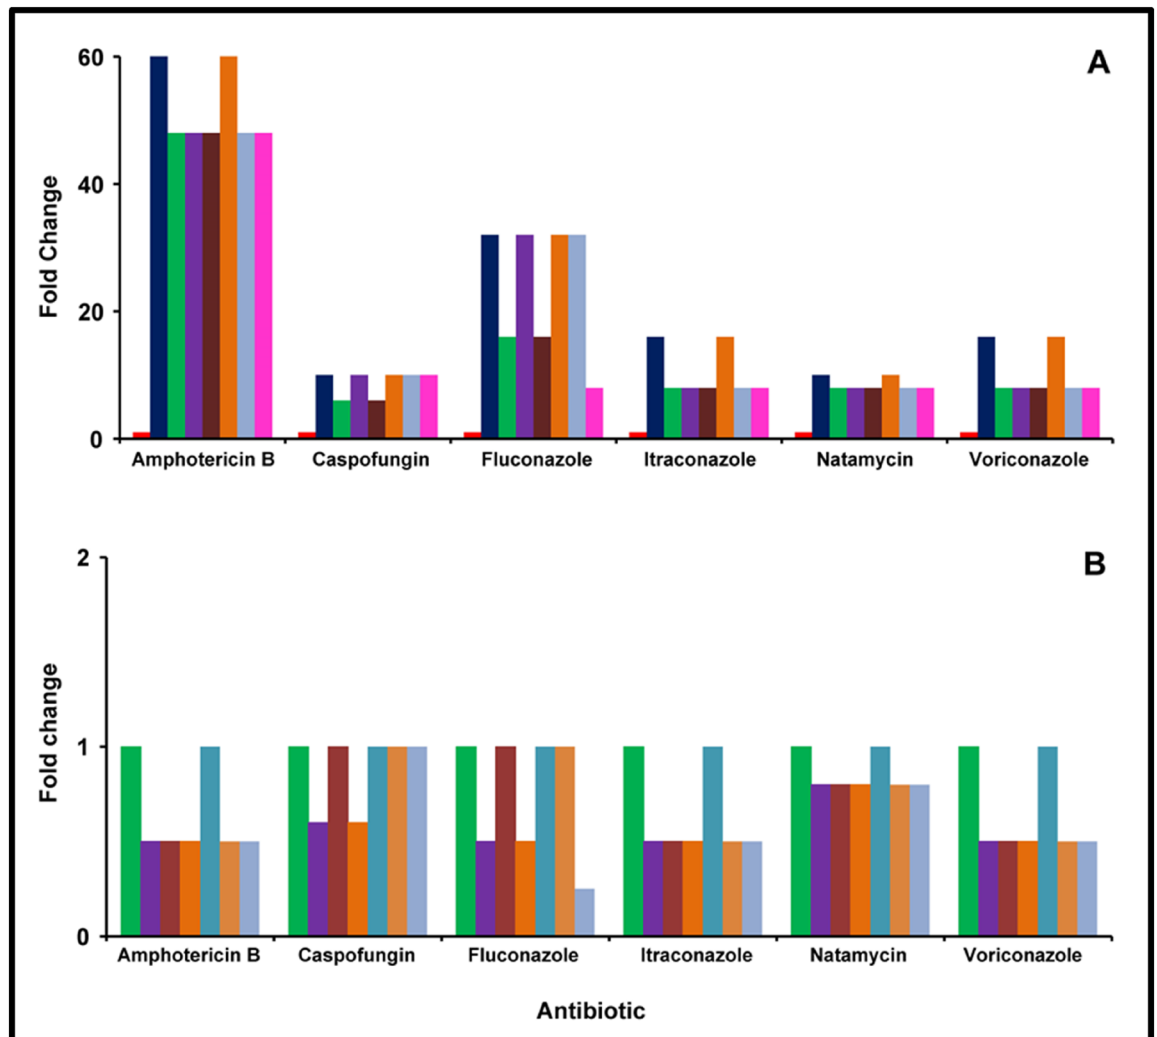 A
60
40
20
0
Fold Change
Amphotericin B Caspofungin Fluconazole Itraconazole Natamycin Voriconazole
B
2
1
0
Fold change
Amphotericin B Caspofungin Fluconazole Itraconazole Natamycin Voriconazole
Antibiotic